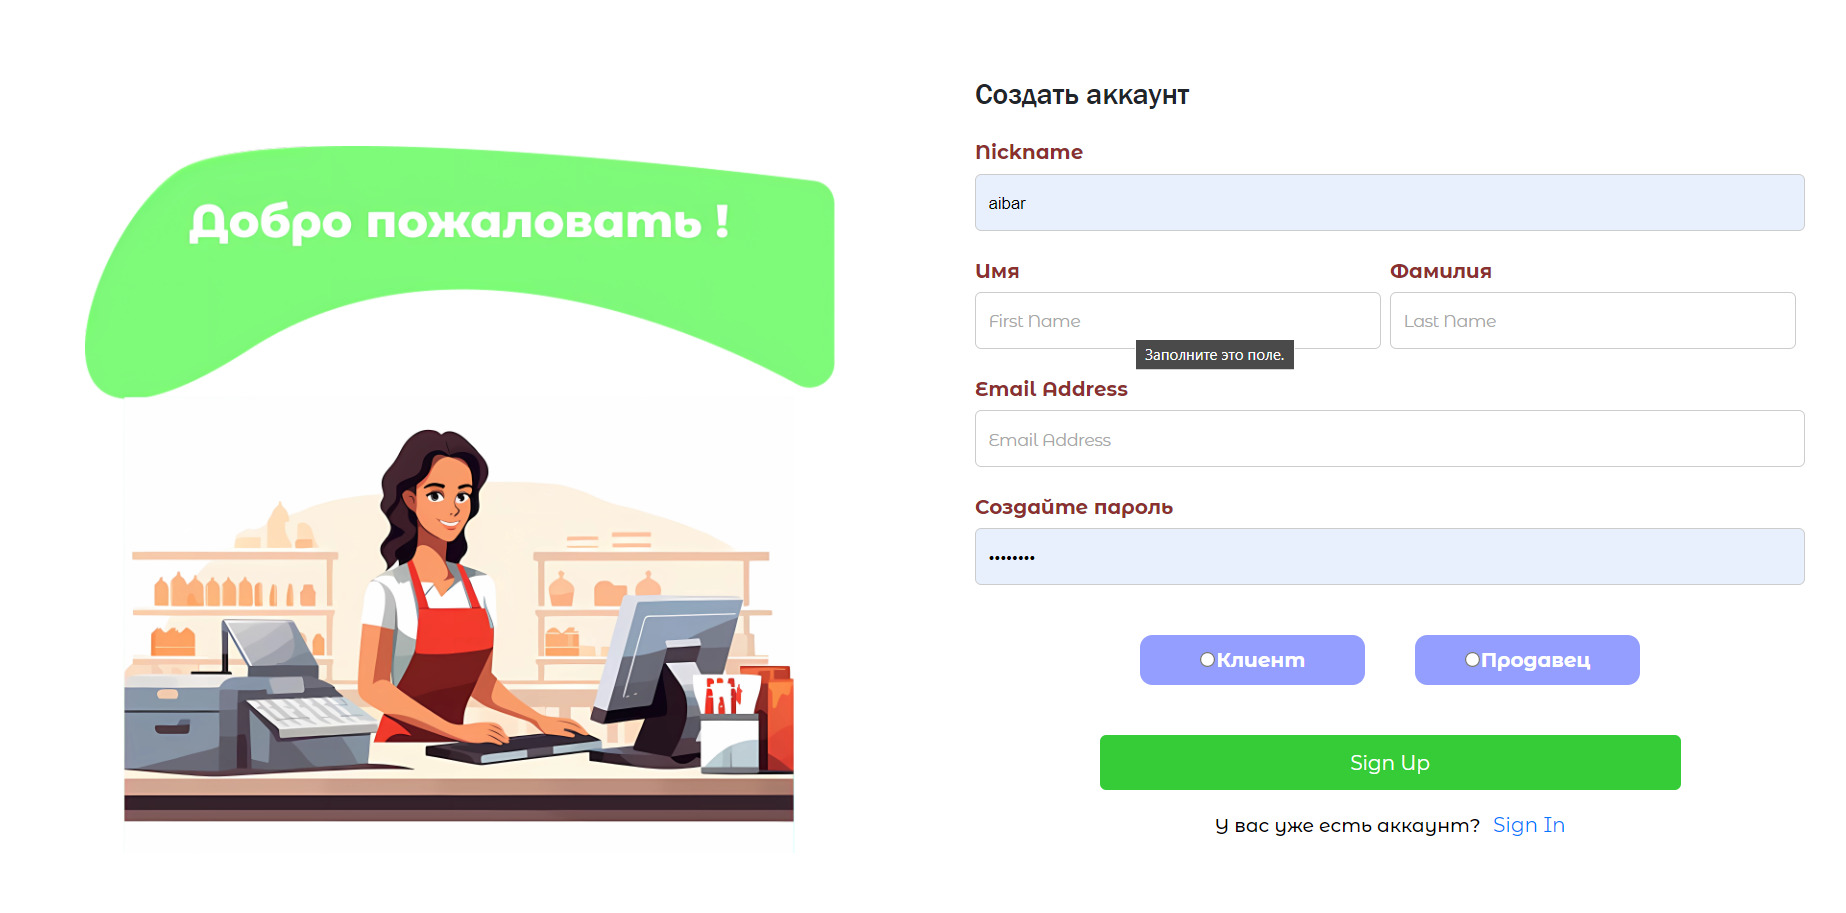 Добро пожаловать !
Создать аккаунт
Nickname
aibar
Имя Фамилия
First Name Last Name
Заполните это поле.
Email Address
Email Address
Создайте пароль
••••••••
Клиент Продавец
Sign Up
У вас уже есть аккаунт? Sign In